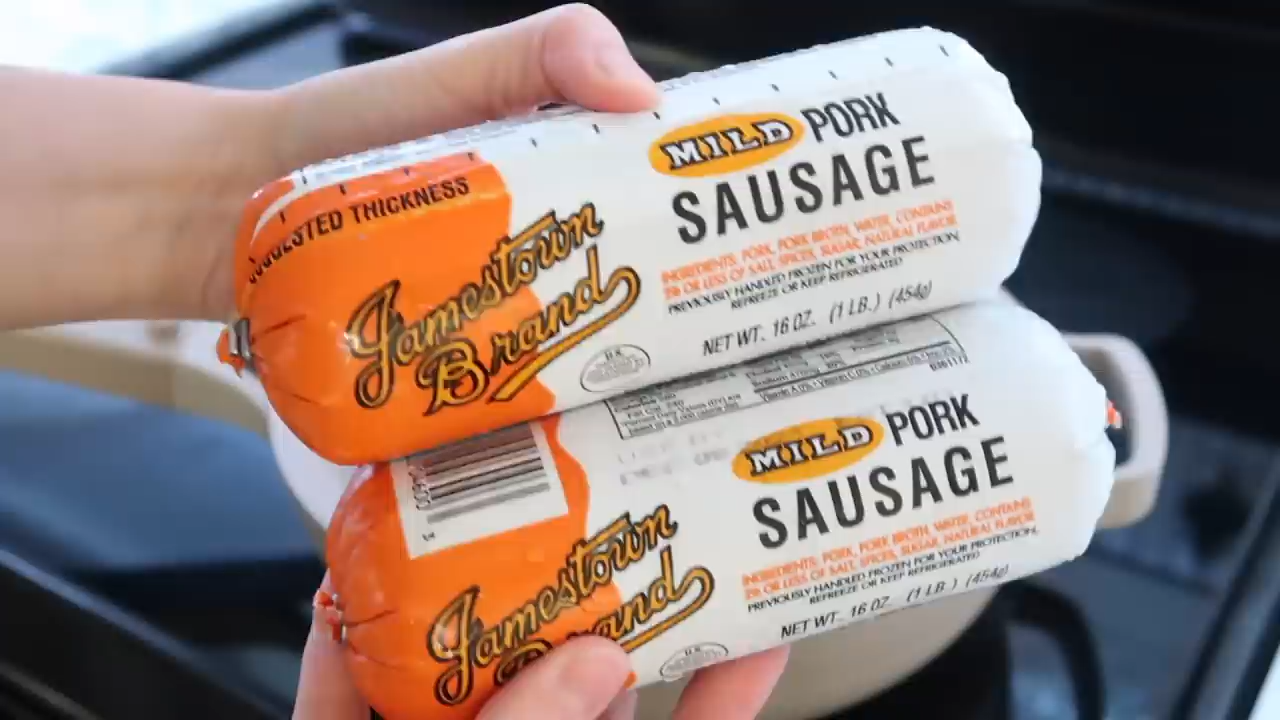 MILD PORK
SAUSAGE
INGREDIENTS: PORK, PORK BROTH, WATER, CONTAINS
2% OR LESS OF SALT, SPICES, SUGAR, NATURAL FLAVOR.
PREVIOUSLY HANDLED FROZEN FOR YOUR PROTECTION,
REFREEZE OR KEEP REFRIGERATED
NET WT. 16 OZ. (1 LB.) (454g)
THICKNESS
Jamestown
Brand
MILD PORK
SAUSAGE
INGREDIENTS: PORK, PORK BROTH, WATER, CONTAINS
2% OR LESS OF SALT, SPICES, SUGAR, NATURAL FLAVOR.
PREVIOUSLY HANDLED FROZEN FOR YOUR PROTECTION,
REFREEZE OR KEEP REFRIGERATED
NET WT. 16 OZ. (1 LB.) (454g)
Jamestown